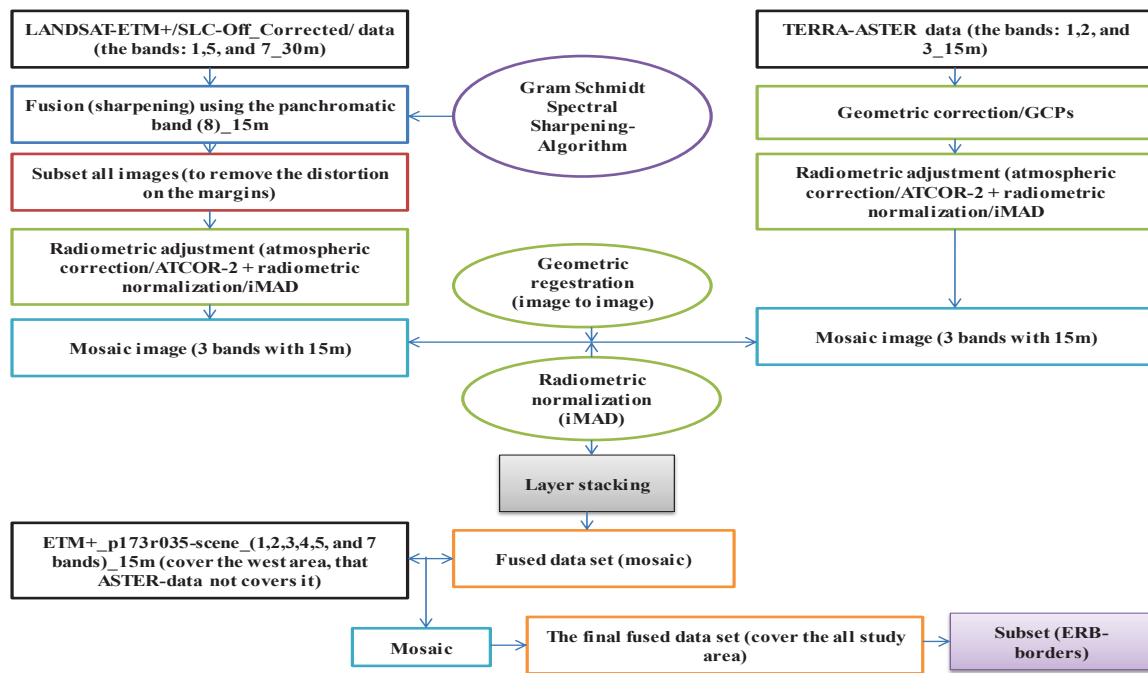 LANDSAT-ETM+/SLC-Off_Corrected/ data
(the bands: 1,5, and 7_30m)
TERRA-ASTER data (the bands: 1,2, and
3_15m)
Fusion (sharpening) using the panchromatic
band (8)_15m
Gram Schmidt
Spectral
Sharpening-
Algorithm
Geometric correction/GCPs
Subset all images (to remove the distortion
on the margins)
Radiometric adjustment (atmospheric
correction/ATCOR-2 + radiometric
normalization/iMAD
Radiometric adjustment (atmospheric
correction/ATCOR-2 + radiometric
normalization/iMAD
Geometric
regestration
(image to image)
Mosaic image (3 bands with 15m)
Mosaic image (3 bands with 15m)
Radiometric
normalization
(iMAD)
Layer stacking
ETM+_p173r035-scene_(1,2,3,4,5, and 7
bands)_15m (cover the west area, that
ASTER-data not covers it)
Fused data set (mosaic)
Mosaic
The final fused data set (cover the all study
area)
Subset (ERB-
borders)